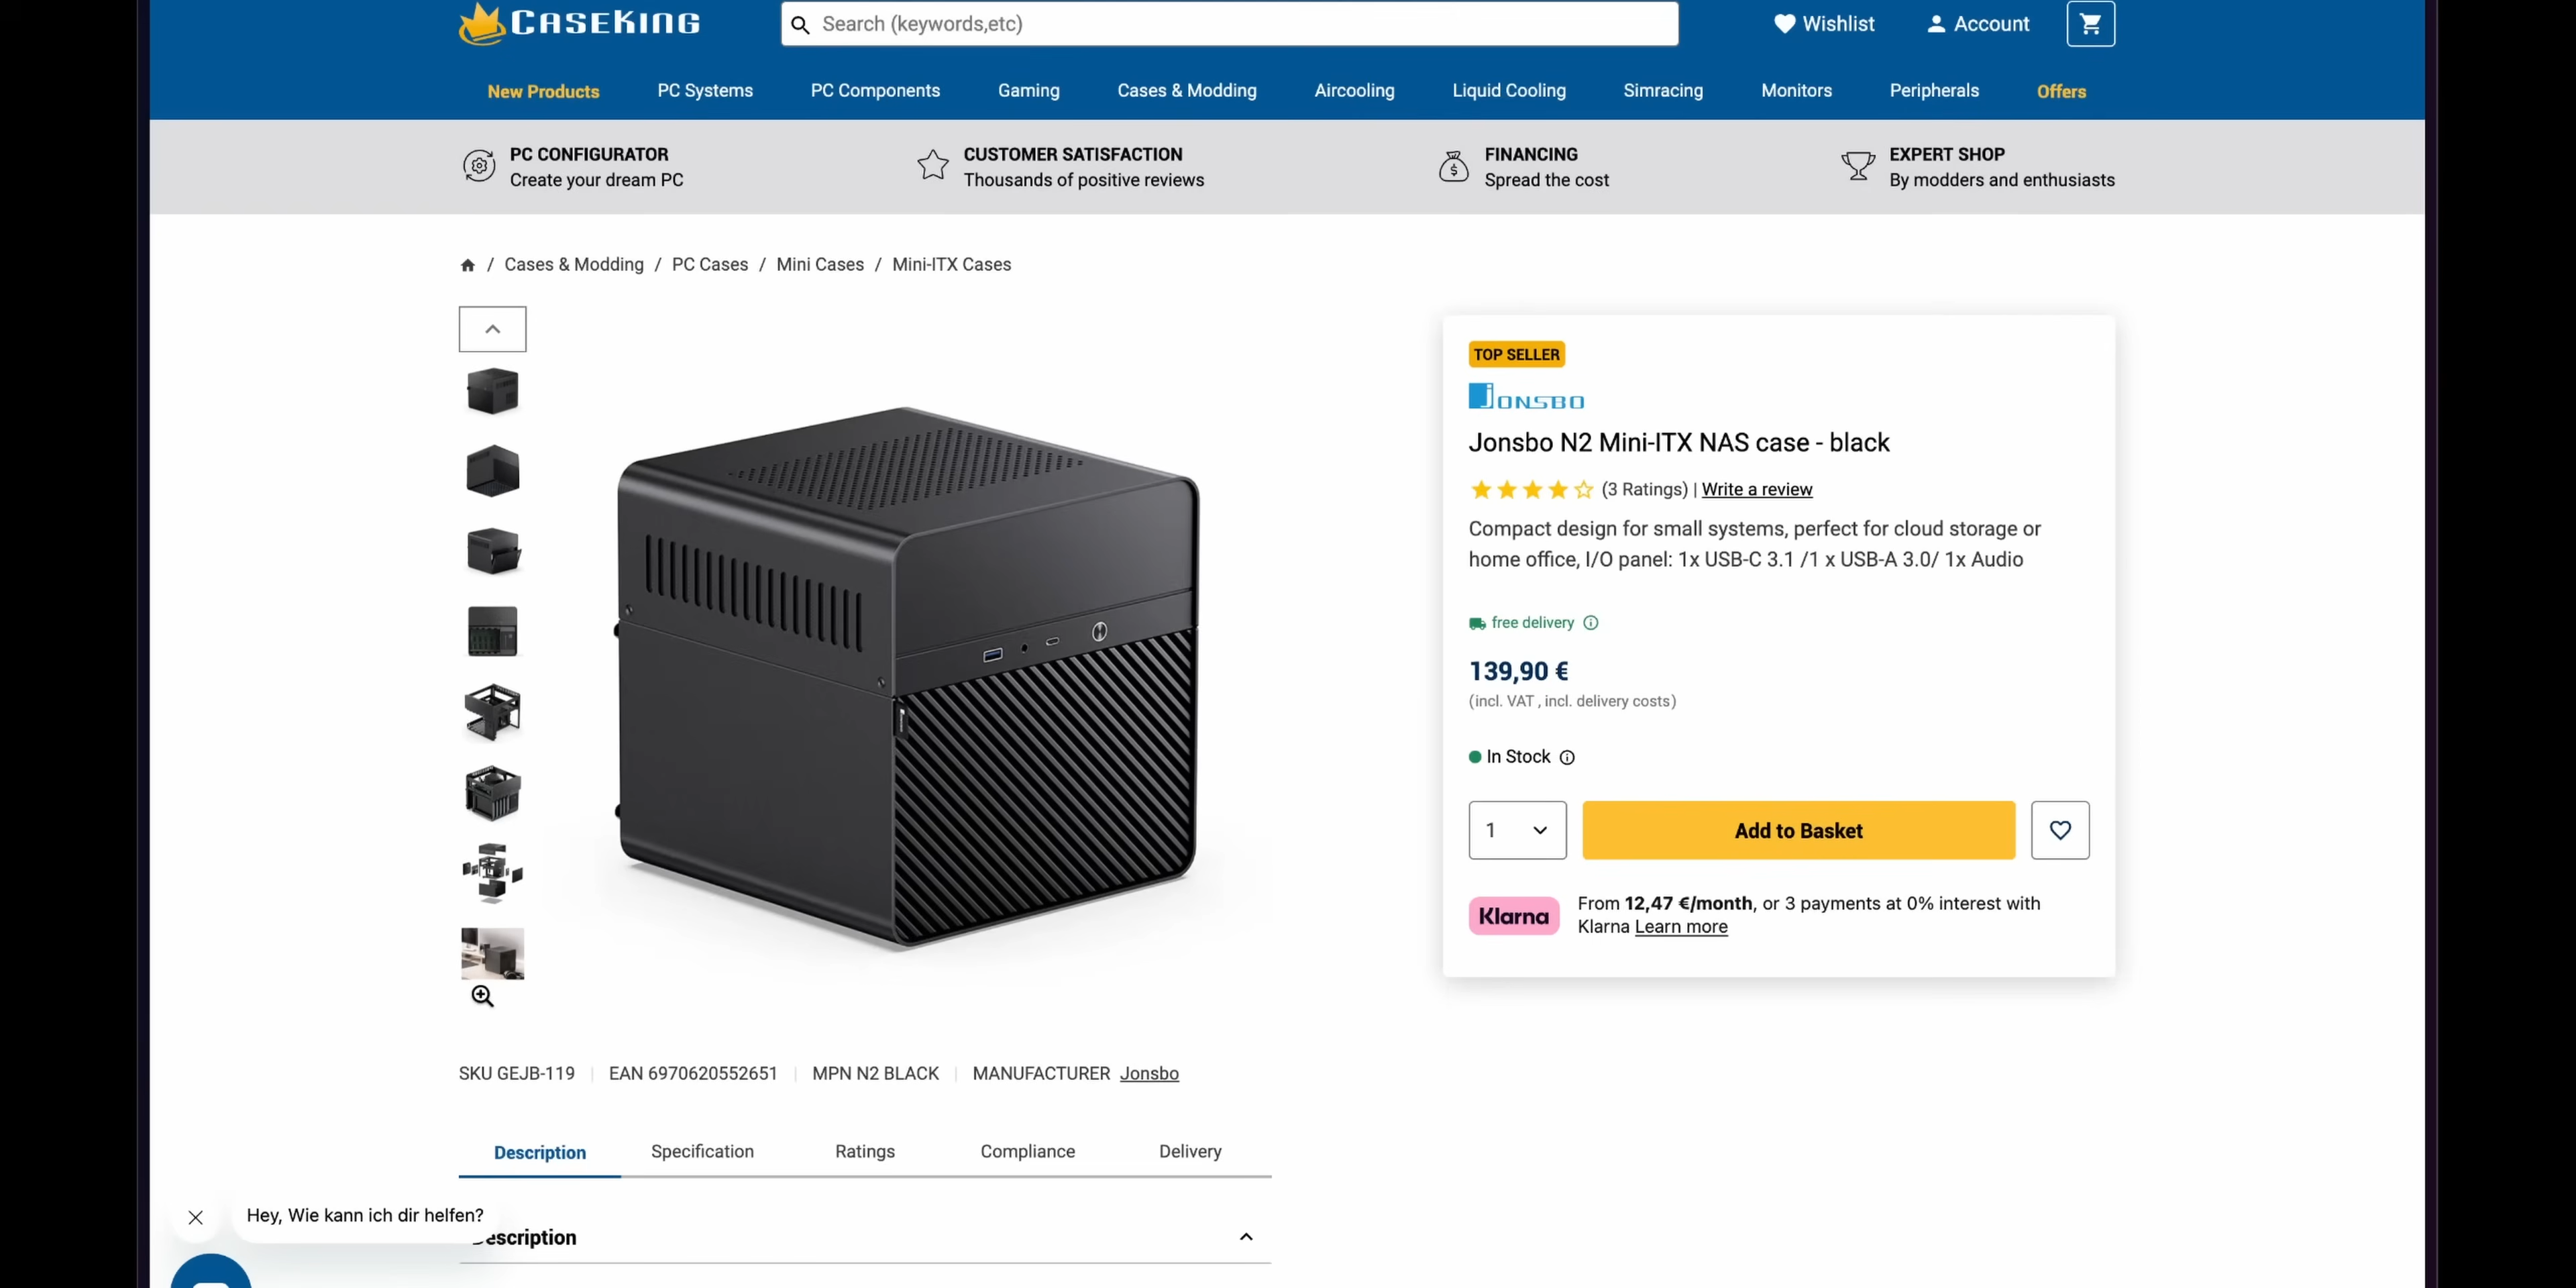 CASEKING
Search (keywords,etc)
Wishlist
Account
New Products
PC Systems
PC Components
Gaming
Cases & Modding
Aircooling
Liquid Cooling
Simracing
Monitors
Peripherals
Offers
PC CONFIGURATOR
Create your dream PC
CUSTOMER SATISFACTION
Thousands of positive reviews
FINANCING
Spread the cost
EXPERT SHOP
By modders and enthusiasts
/ Cases & Modding / PC Cases / Mini Cases / Mini-ITX Cases
TOP SELLER
JONSBO
Jonsbo N2 Mini-ITX NAS case - black
(3 Ratings) | Write a review
Compact design for small systems, perfect for cloud storage or
home office, I/O panel: 1x USB-C 3.1 /1 x USB-A 3.0/ 1x Audio
free delivery
139,90 €
(incl. VAT , incl. delivery costs)
In Stock
1
Add to Basket
Klarna
From 12,47 €/month, or 3 payments at 0% interest with
Klarna Learn more
SKU GEJB-119
EAN 6970620552651
MPN N2 BLACK
MANUFACTURER Jonsbo
Description
Specification
Ratings
Compliance
Delivery
Hey, Wie kann ich dir helfen?
escription